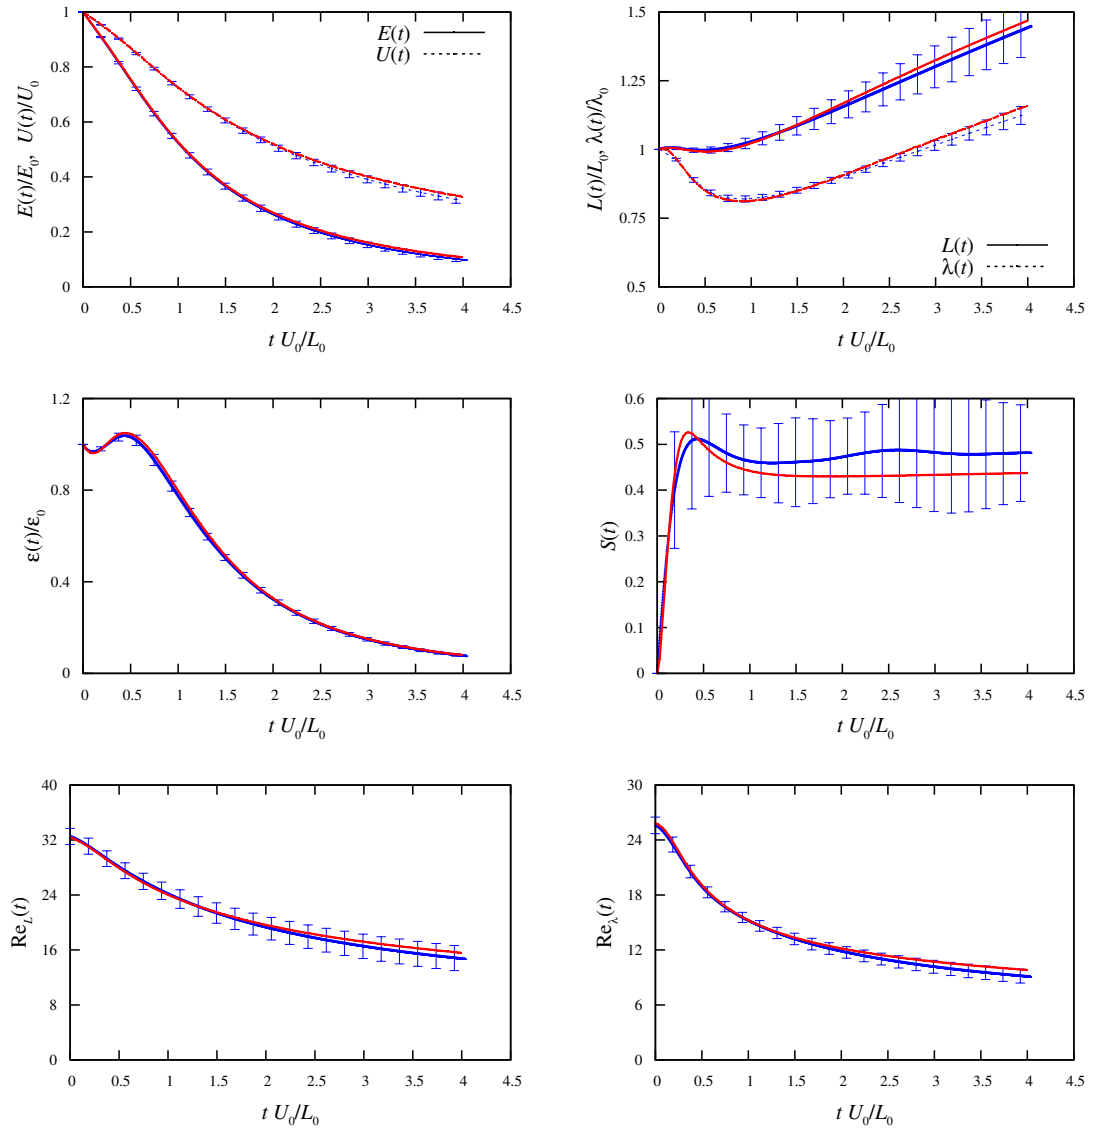 1
0.8
0.6
0.4
0.2
0
0 0.5 1 1.5 2 2.5 3 3.5 4 4.5
E(t)/E₀, U(t)/U₀
t U₀/L₀
E(t)
U(t)
1.5
1.25
1
0.75
0.5
0 0.5 1 1.5 2 2.5 3 3.5 4 4.5
L(t)/L₀, λ(t)/λ₀
t U₀/L₀
L(t)
λ(t)
1.2
0.8
0.4
0
0 0.5 1 1.5 2 2.5 3 3.5 4 4.5
ε(t)/ε₀
t U₀/L₀
0.6
0.5
0.4
0.3
0.2
0.1
0
0 0.5 1 1.5 2 2.5 3 3.5 4 4.5
S(t)
t U₀/L₀
40
32
24
16
8
0
0 0.5 1 1.5 2 2.5 3 3.5 4 4.5
Re_L(t)
t U₀/L₀
30
24
18
12
6
0
0 0.5 1 1.5 2 2.5 3 3.5 4 4.5
Re_λ(t)
t U₀/L₀